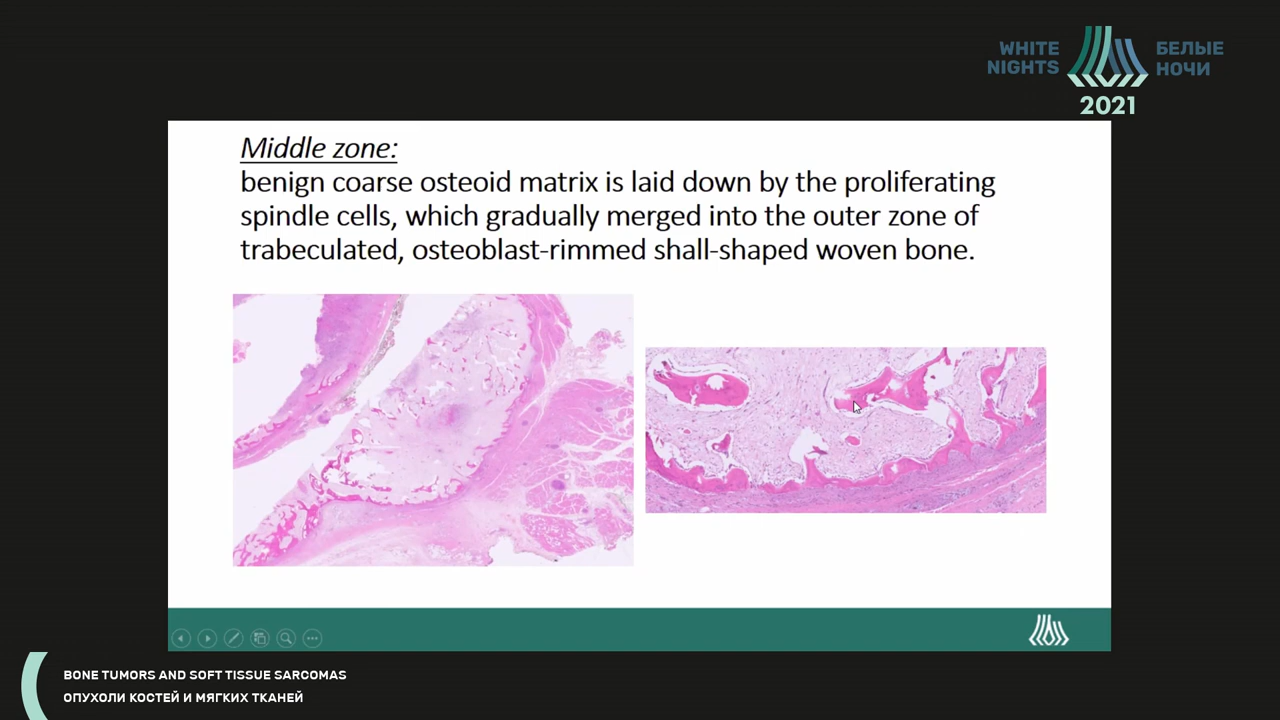 WHITE
NIGHTS
БЕЛЫЕ
НОЧИ
2021
Middle zone:
benign coarse osteoid matrix is laid down by the proliferating
spindle cells, which gradually merged into the outer zone of
trabeculated, osteoblast-rimmed shall-shaped woven bone.
BONE TUMORS AND SOFT TISSUE SARCOMAS
ОПУХОЛИ КОСТЕЙ И МЯГКИХ ТКАНЕЙ